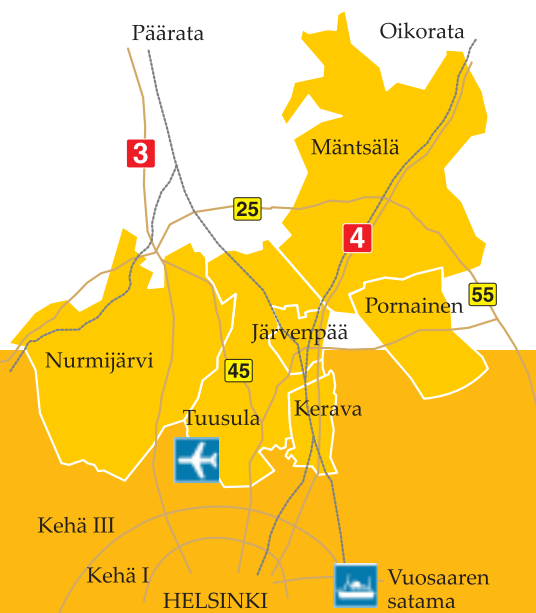 Päärata
Oikorata
3
Mäntsälä
25
4
55
Pornainen
Järvenpää
Nurmijärvi
45
Kerava
Tuusula
Kehä III
Kehä I
Vuosaaren
satama
HELSINKI